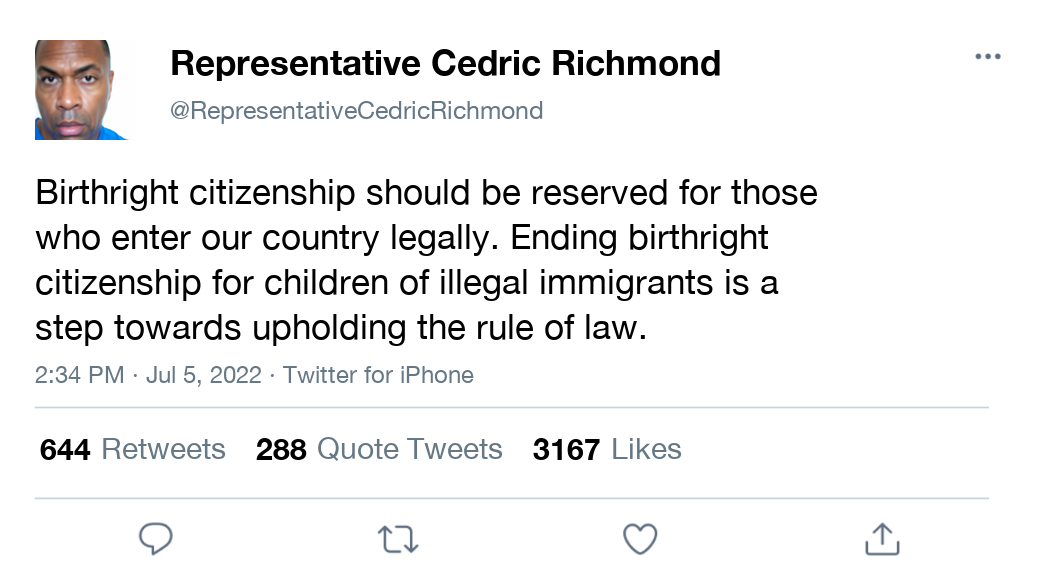 Representative Cedric Richmond
@RepresentativeCedricRichmond
Birthright citizenship should be reserved for those
who enter our country legally. Ending birthright
citizenship for children of illegal immigrants is a
step towards upholding the rule of law.
2:34 PM · Jul 5, 2022 · Twitter for iPhone
644 Retweets 288 Quote Tweets 3167 Likes